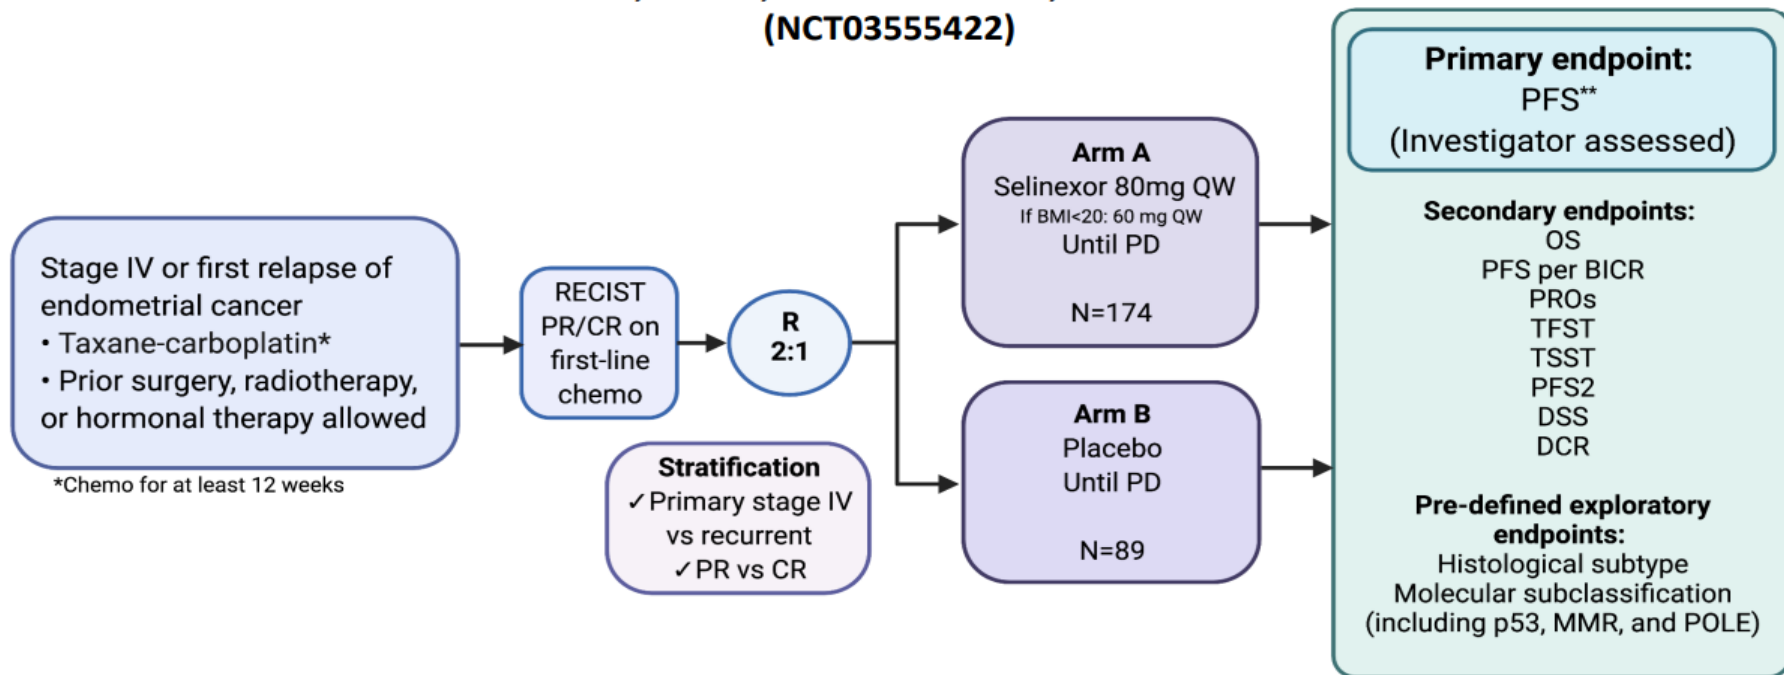 (NCT03555422)
Stage IV or first relapse of
endometrial cancer
• Taxane-carboplatin*
• Prior surgery, radiotherapy,
or hormonal therapy allowed
*Chemo for at least 12 weeks
RECIST
PR/CR on
first-line
chemo
R
2:1
Stratification
✓Primary stage IV
vs recurrent
✓PR vs CR
Arm A
Selinexor 80mg QW
If BMI<20: 60 mg QW
Until PD
N=174
Arm B
Placebo
Until PD
N=89
Primary endpoint:
PFS**
(Investigator assessed)
Secondary endpoints:
OS
PFS per BICR
PROs
TFST
TSST
PFS2
DSS
DCR
Pre-defined exploratory
endpoints:
Histological subtype
Molecular subclassification
(including p53, MMR, and POLE)